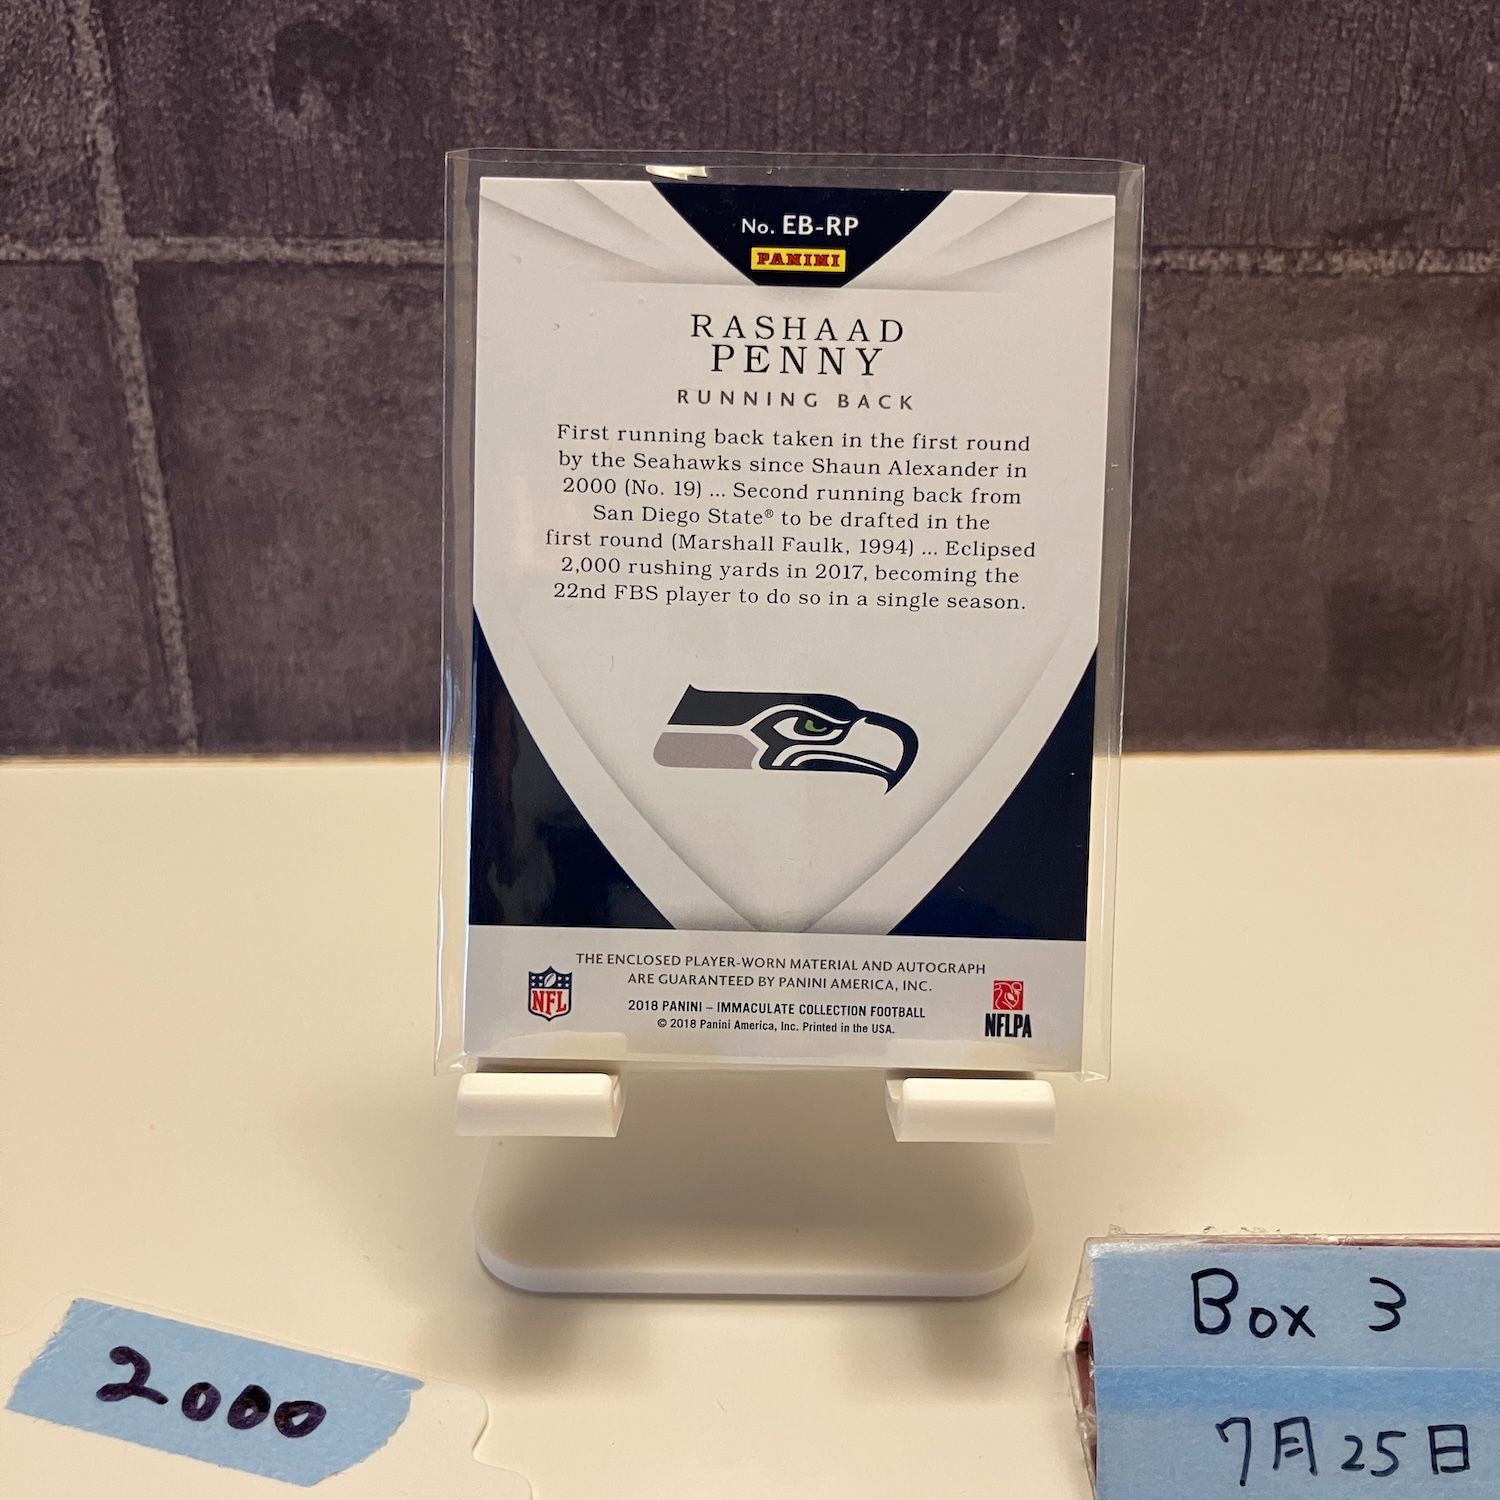 No. EB-RP
PANINI
RASHAAD
PENNY
RUNNING BACK
First running back taken in the first round
by the Seahawks since Shaun Alexander in
2000 (No. 19) ... Second running back from
San Diego State® to be drafted in the
first round (Marshall Faulk, 1994) ... Eclipsed
2,000 rushing yards in 2017, becoming the
22nd FBS player to do so in a single season.
THE ENCLOSED PLAYER-WORN MATERIAL AND AUTOGRAPH
ARE GUARANTEED BY PANINI AMERICA, INC.
2018 PANINI – IMMACULATE COLLECTION FOOTBALL
© 2018 Panini America, Inc. Printed in the USA.
NFL
NFLPA
2000
Box 3
7月25日